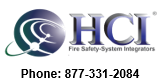 HCI
Fire Safety-System Integrators
Phone: 877-331-2084